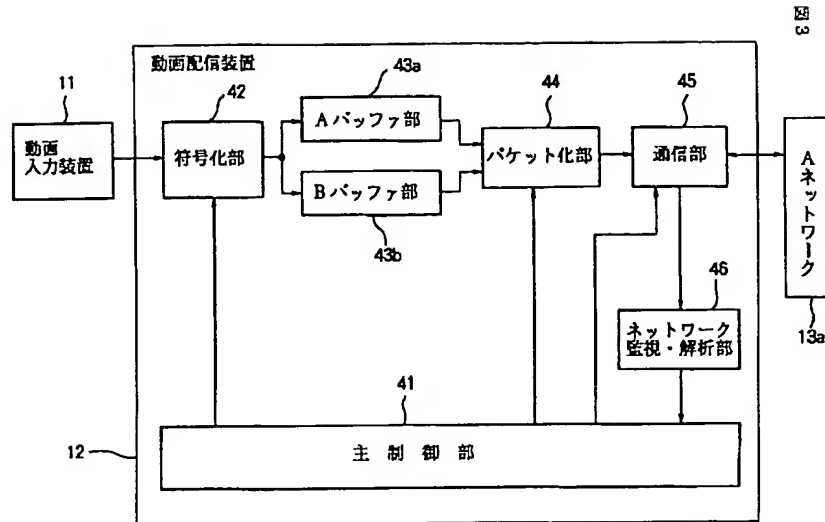 図3
動画配信装置
11
動画
入力装置
42
符号化部
43a
Aバッファ部
Bバッファ部
43b
44
パケット化部
45
通信部
Aネットワーク
13a
46
ネットワーク
監視・解析部
41
主制御部
12